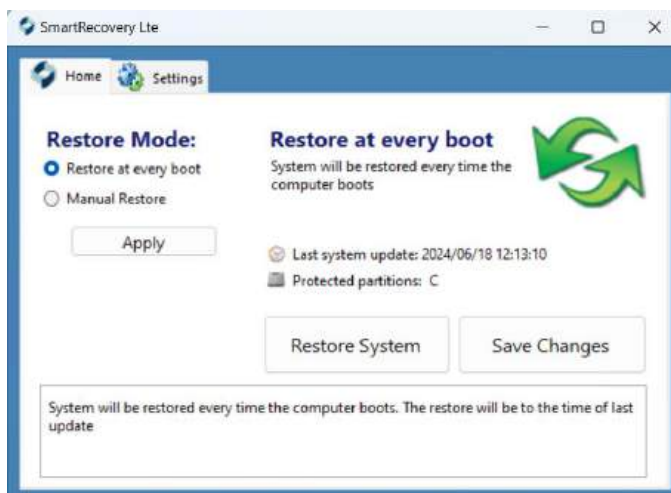 SmartRecovery Lte
Home
Settings
Restore Mode:
Restore at every boot
Manual Restore
Apply
Restore at every boot
System will be restored every time the
computer boots
Last system update: 2024/06/18 12:13:10
Protected partitions: C
Restore System
Save Changes
System will be restored every time the computer boots. The restore will be to the time of last
update